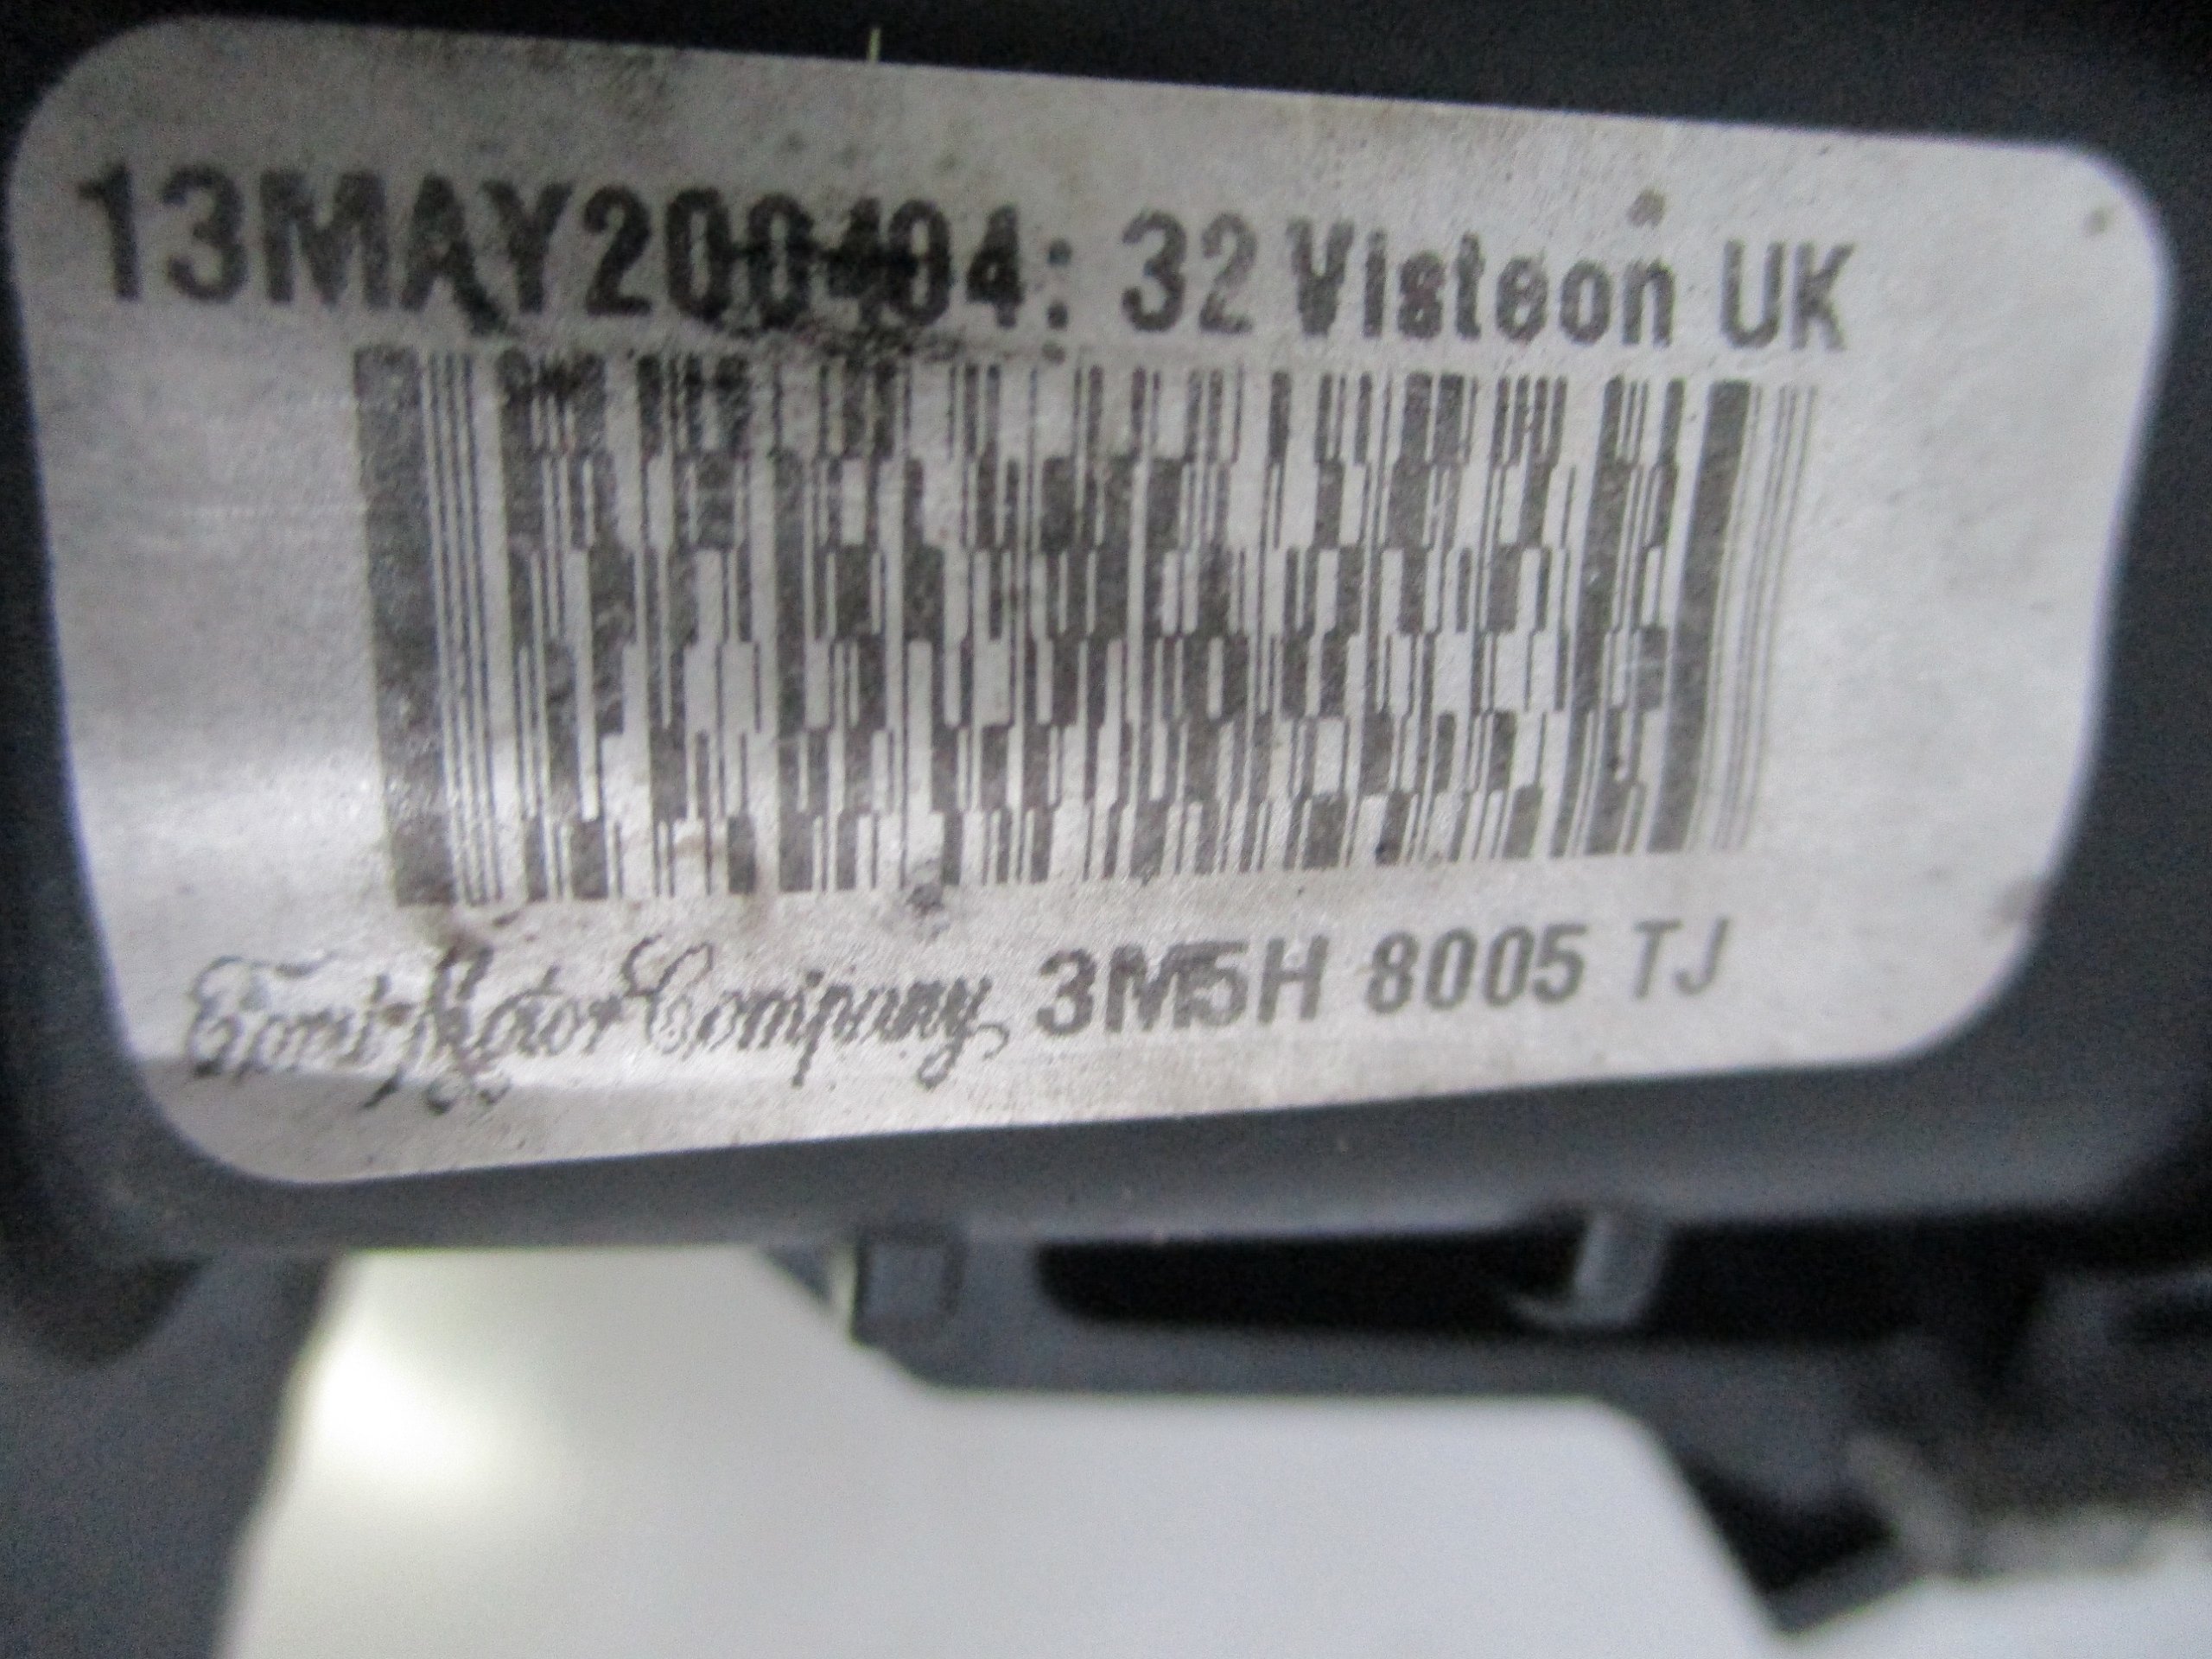 13MAY200404: 32 Visteon UK
Ford Motor Company 3M5H 8005 TJ